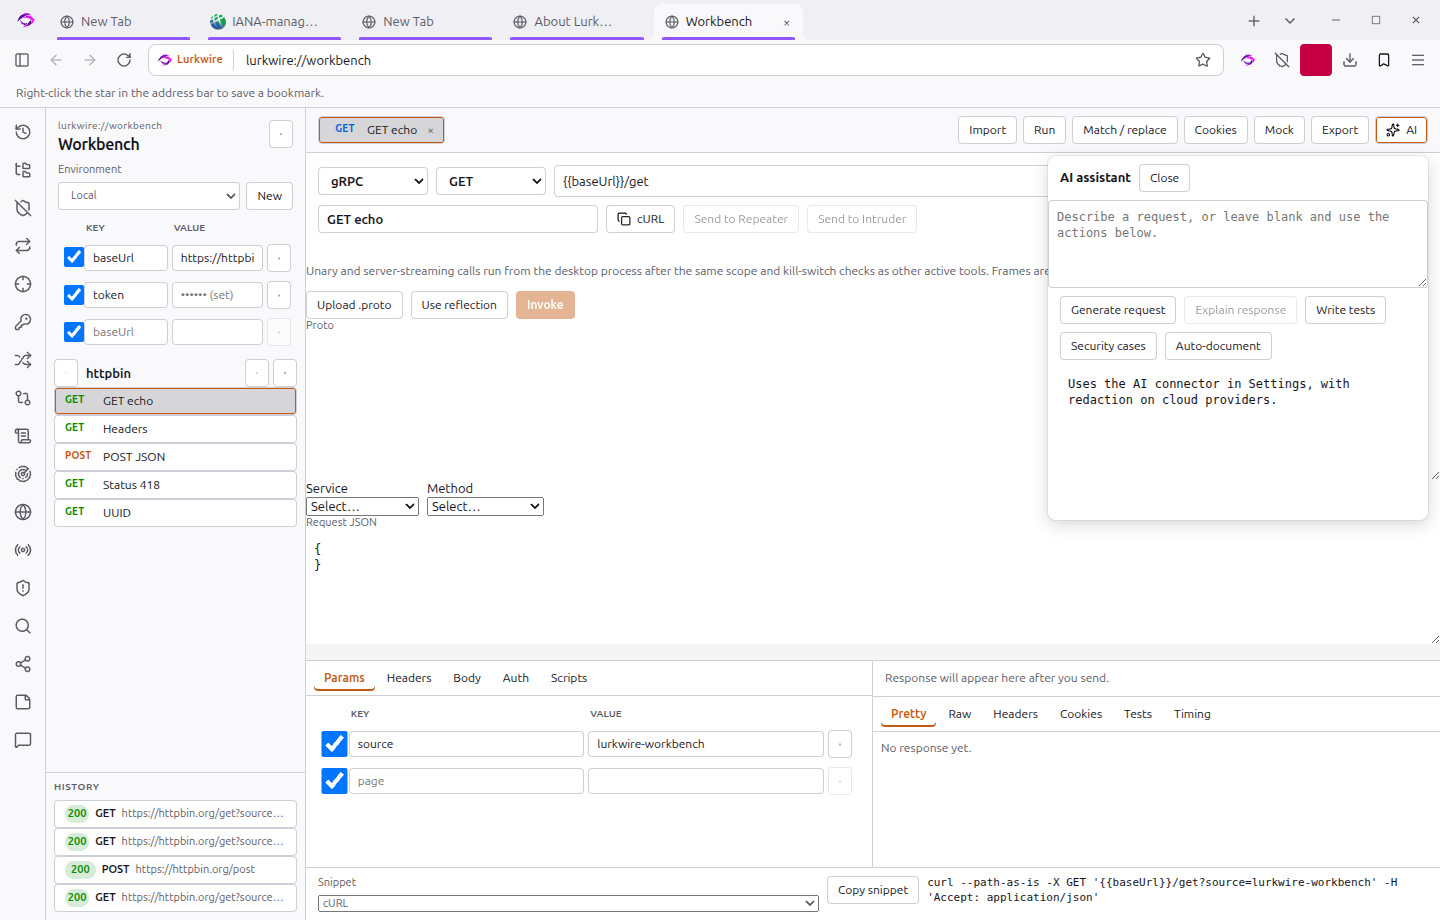 New Tab
IANA-manag...
New Tab
About Lurk...
Workbench
Lurkwire
lurkwire://workbench
Right-click the star in the address bar to save a bookmark.
lurkwire://workbench
Workbench
Environment
Local
New
KEY
VALUE
baseUrl
https://httpbi
token
•••••• (set)
baseUrl
httpbin
GET GET echo
GET Headers
POST POST JSON
GET Status 418
GET UUID
HISTORY
200 GET https://httpbin.org/get?source...
200 GET https://httpbin.org/get?source...
200 POST https://httpbin.org/post
200 GET https://httpbin.org/get?source...
GET GET echo ×
Import
Run
Match / replace
Cookies
Mock
Export
AI
gRPC
GET
{{baseUrl}}/get
GET echo
cURL
Send to Repeater
Send to Intruder
Unary and server-streaming calls run from the desktop process after the same scope and kill-switch checks as other active tools. Frames are
Upload .proto
Use reflection
Invoke
Proto
Service
Method
Select...
Select...
Request JSON
{
}
AI assistant
Close
Describe a request, or leave blank and use the
actions below.
Generate request
Explain response
Write tests
Security cases
Auto-document
Uses the AI connector in Settings, with
redaction on cloud providers.
Params
Headers
Body
Auth
Scripts
KEY
VALUE
source
lurkwire-workbench
page
Response will appear here after you send.
Pretty
Raw
Headers
Cookies
Tests
Timing
No response yet.
Snippet
cURL
Copy snippet
curl --path-as-is -X GET '{{baseUrl}}/get?source=lurkwire-workbench' -H
'Accept: application/json'